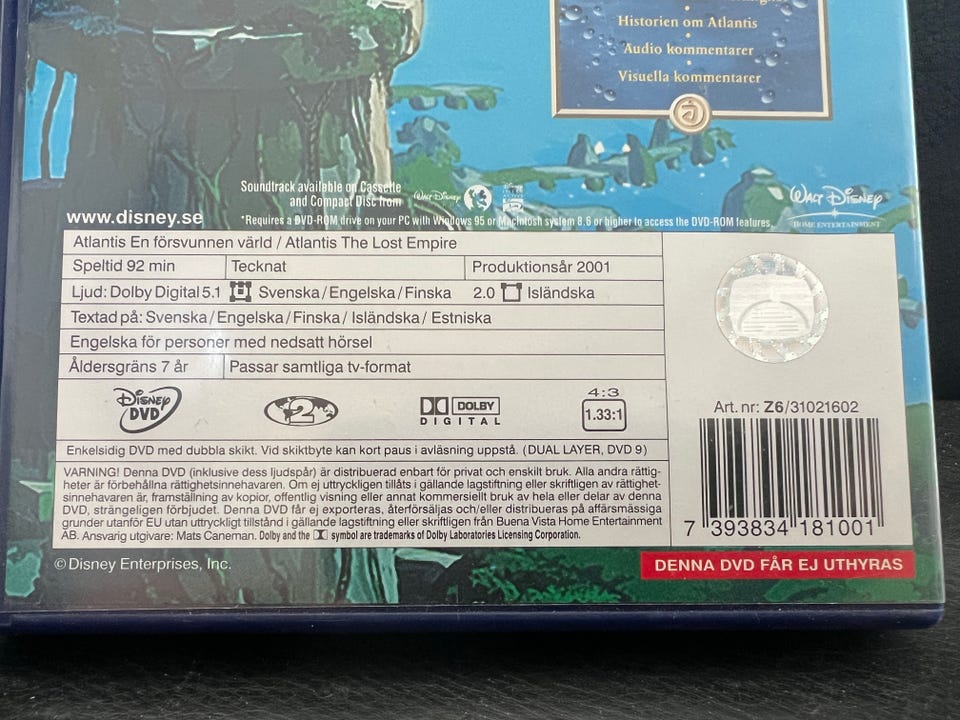 Historien om Atlantis
•
Audio kommentarer
•
Visuella kommentarer
Soundtrack available on Cassette
and Compact Disc from
WALT DISNEY
www.disney.se
*Requires a DVD-ROM drive on your PC with Windows 95 or Macintosh system 8.6 or higher to access the DVD-ROM features.
WALT DISNEY
HOME ENTERTAINMENT
Atlantis En försvunnen värld / Atlantis The Lost Empire
Speltid 92 min Tecknat Produktionsår 2001
Ljud: Dolby Digital 5.1 Svenska/Engelska/Finska 2.0 Isländska
Textad på: Svenska/Engelska/Finska/Isländska/Estniska
Engelska för personer med nedsatt hörsel
Åldersgräns 7 år Passar samtliga tv-format
DISNEY DVD
2
DOLBY DIGITAL
4:3
1.33:1
Enkelsidig DVD med dubbla skikt. Vid skiktbyte kan kort paus i avläsning uppstå. (DUAL LAYER, DVD 9)
VARNING! Denna DVD (inklusive dess ljudspår) är distribuerad enbart för privat och enskilt bruk. Alla andra rättig-
heter är förbehållna rättighetsinnehavaren. Om ej uttryckligen tillåts i gällande lagstiftning eller skriftligen av rättighet-
sinnehavaren är, framställning av kopior, offentlig visning eller annat kommersiellt bruk av hela eller delar av denna
DVD, strängeligen förbjudet. Denna DVD får ej exporteras, återförsäljas och/eller distribueras på affärsmässiga
grunder utanför EU utan uttryckligt tillstånd i gällande lagstiftning eller skriftligen från Buena Vista Home Entertainment
AB. Ansvarig utgivare: Mats Caneman. Dolby and the symbol are trademarks of Dolby Laboratories Licensing Corporation.
Art. nr: Z6/31021602
7 393834 181001
© Disney Enterprises, Inc.
DENNA DVD FÅR EJ UTHYRAS